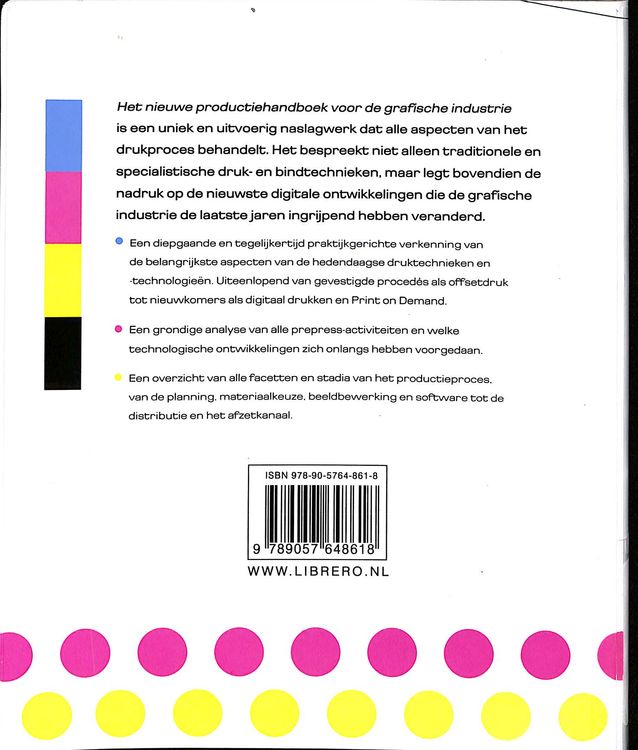 Het nieuwe productiehandboek voor de grafische industrie
is een uniek en uitvoerig naslagwerk dat alle aspecten van het
drukproces behandelt. Het bespreekt niet alleen traditionele en
specialistische druk- en bindtechnieken, maar legt bovendien de
nadruk op de nieuwste digitale ontwikkelingen die de grafische
industrie de laatste jaren ingrijpend hebben veranderd.
Een diepgaande en tegelijkertijd praktijkgerichte verkenning van
de belangrijkste aspecten van de hedendaagse druktechnieken en
-technologieën. Uiteenlopend van gevestigde procedés als offsetdruk
tot nieuwkomers als digitaal drukken en Print on Demand.
Een grondige analyse van alle prepress-activiteiten en welke
technologische ontwikkelingen zich onlangs hebben voorgedaan.
Een overzicht van alle facetten en stadia van het productieproces,
van de planning, materiaalkeuze, beeldbewerking en software tot de
distributie en het afzetkanaal.
ISBN 978-90-5764-861-8
9 789057 648618
WWW.LIBRERO.NL